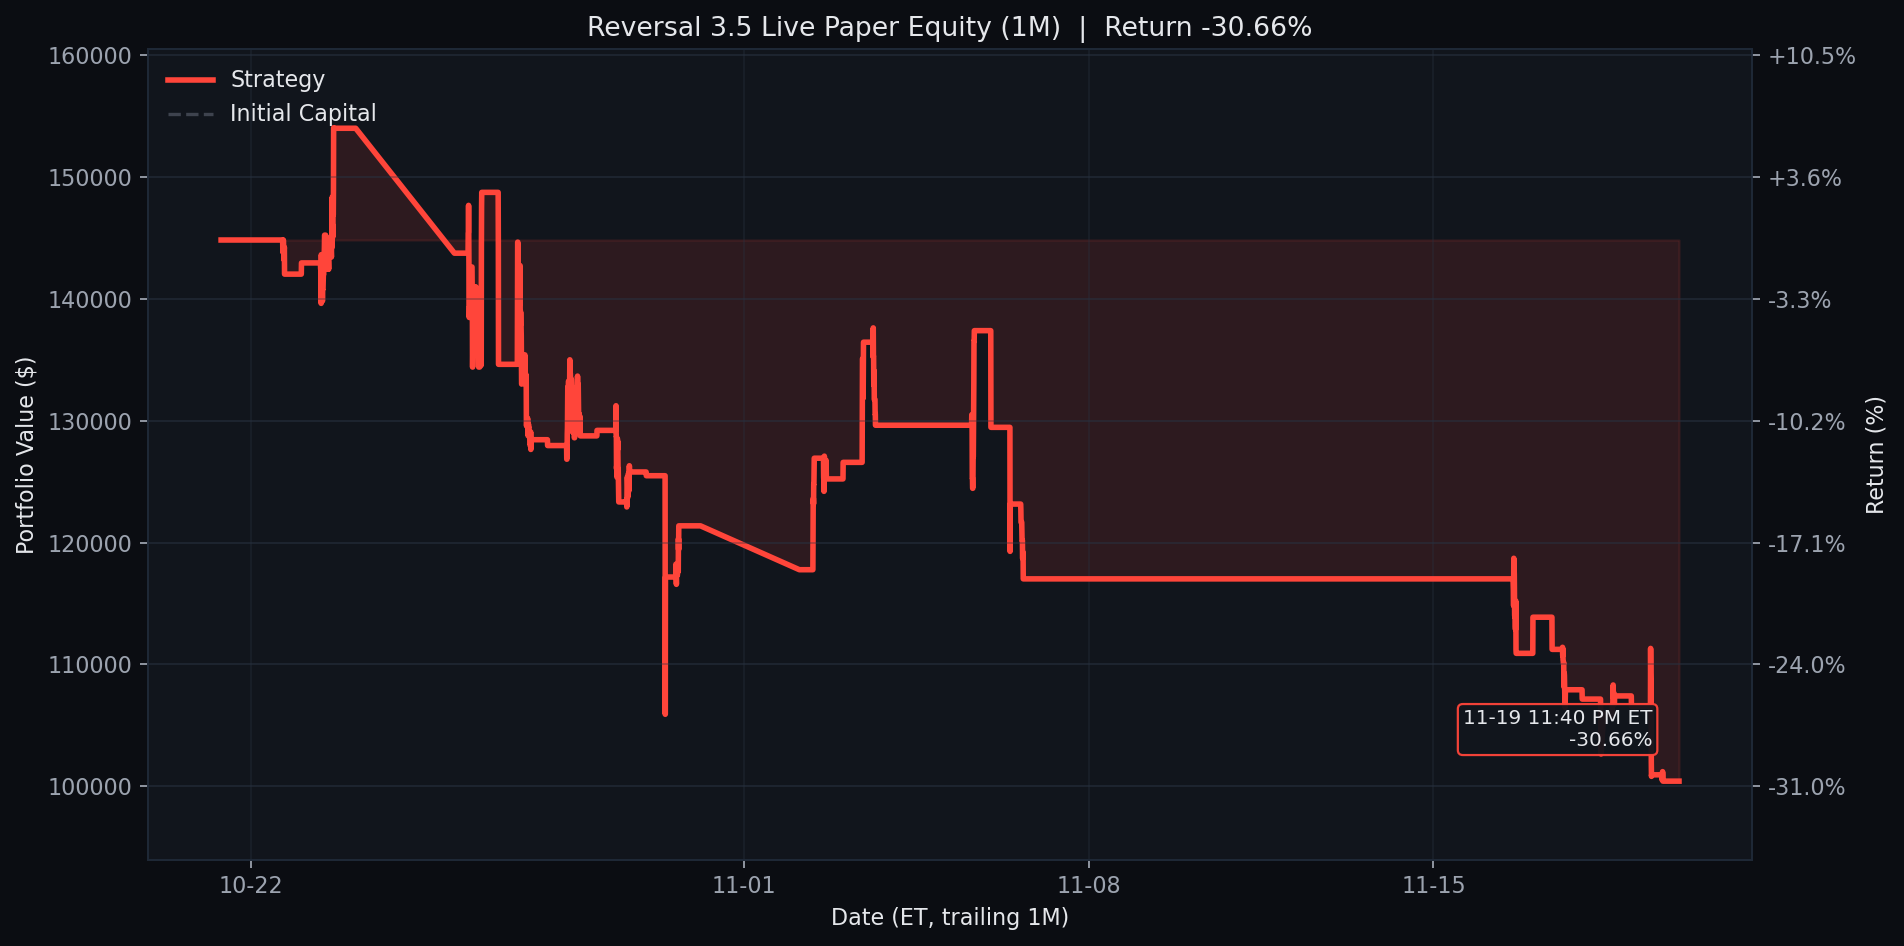 Reversal 3.5 Live Paper Equity (1M)  |  Return -30.66%
Strategy
Initial Capital
Portfolio Value ($)
160000
150000
140000
130000
120000
110000
100000
+10.5%
+3.6%
-3.3%
-10.2%
-17.1%
-24.0%
-31.0%
Return (%)
11-19 11:40 PM ET
-30.66%
10-22
11-01
11-08
11-15
Date (ET, trailing 1M)